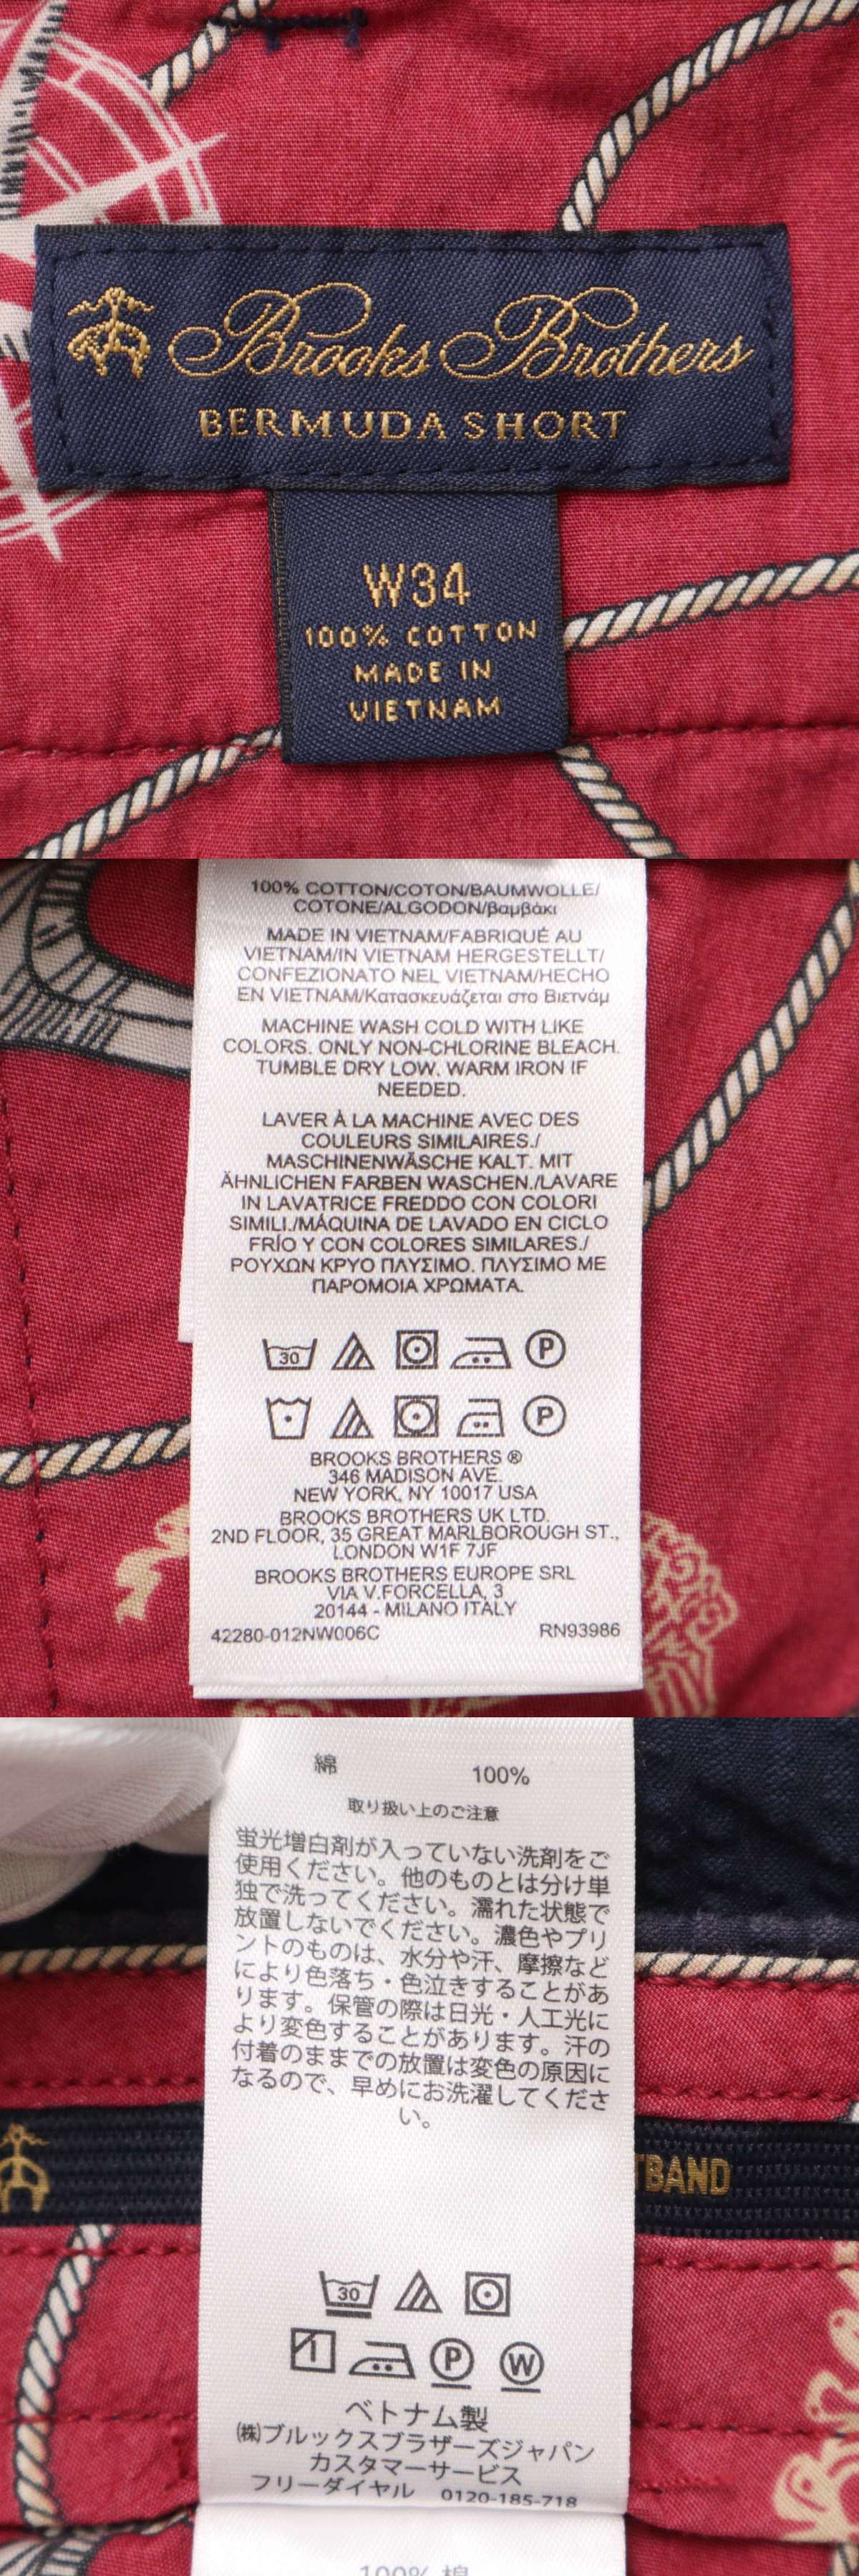 Brooks Brothers
BERMUDA SHORT
W34
100% COTTON
MADE IN
VIETNAM
100% COTTON/COTON/BAUMWOLLE/
COTONE/ALGODON/βαμβάκι
MADE IN VIETNAM/FABRIQUÉ AU
VIETNAM/IN VIETNAM HERGESTELLT/
CONFEZIONATO NEL VIETNAM/HECHO
EN VIETNAM/Κατασκευάζεται στο Βιετνάμ
MACHINE WASH COLD WITH LIKE
COLORS. ONLY NON-CHLORINE BLEACH.
TUMBLE DRY LOW. WARM IRON IF
NEEDED.
LAVER À LA MACHINE AVEC DES
COULEURS SIMILAIRES./
MASCHINENWÄSCHE KALT. MIT
ÄHNLICHEN FARBEN WASCHEN./LAVARE
IN LAVATRICE FREDDO CON COLORI
SIMILI./MÁQUINA DE LAVADO EN CICLO
FRÍO Y CON COLORES SIMILARES./
ΡΟΥΧΩΝ ΚΡΥΟ ΠΛΥΣΙΜΟ. ΠΛΥΣΙΜΟ ΜΕ
ΠΑΡΟΜΟΙΑ ΧΡΩΜΑΤΑ.
30 P
P
BROOKS BROTHERS ®
346 MADISON AVE.
NEW YORK, NY 10017 USA
BROOKS BROTHERS UK LTD.
2ND FLOOR, 35 GREAT MARLBOROUGH ST.,
LONDON W1F 7JF
BROOKS BROTHERS EUROPE SRL
VIA V.FORCELLA, 3
20144 - MILANO ITALY
42280-012NW006C RN93986
綿 100%
取り扱い上のご注意
蛍光増白剤が入っていない洗剤をご
使用ください。他のものとは分け単
独で洗ってください。濡れた状態で
放置しないでください。濃色やプリ
ントのものは、水分や汗、摩擦など
により色落ち・色泣きすることがあ
ります。保管の際は日光・人工光に
より変色することがあります。汗の
付着のままでの放置は変色の原因に
なるので、早めにお洗濯してくださ
い。
TBAND
30
P W
ベトナム製
㈱ブルックスブラザーズジャパン
カスタマーサービス
フリーダイヤル 0120-185-718
100% 綿